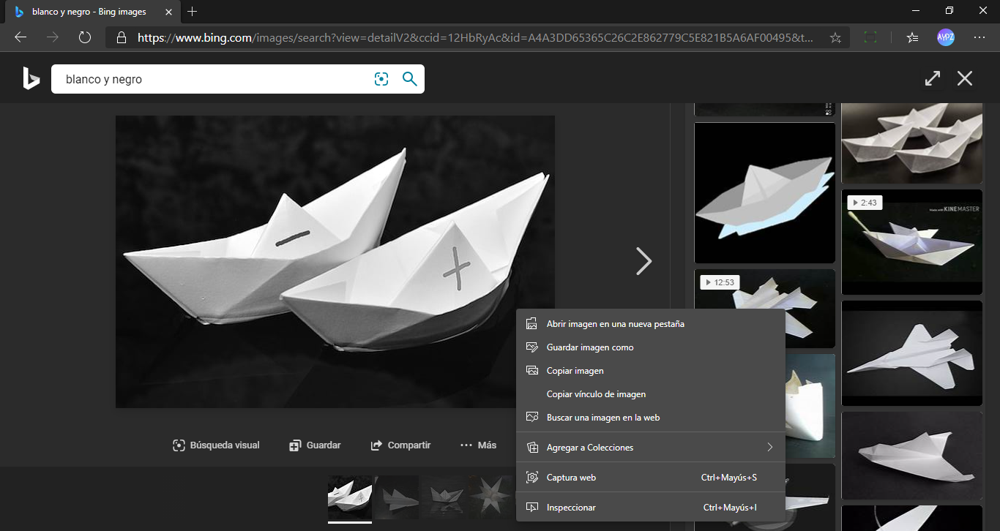 blanco y negro - Bing images
https://www.bing.com/images/search?view=detailV2&ccid=12HbRyAc&id=A4A3DD65365C26C2E862779C5E821B5A6AF00495&t...
AYPZ
blanco y negro
2:43
Made with KINEMASTER
12:53
Abrir imagen en una nueva pestaña
Guardar imagen como
Copiar imagen
Copiar vínculo de imagen
Buscar una imagen en la web
Agregar a Colecciones
Captura web Ctrl+Mayús+S
Inspeccionar Ctrl+Mayús+I
Búsqueda visual Guardar Compartir Más